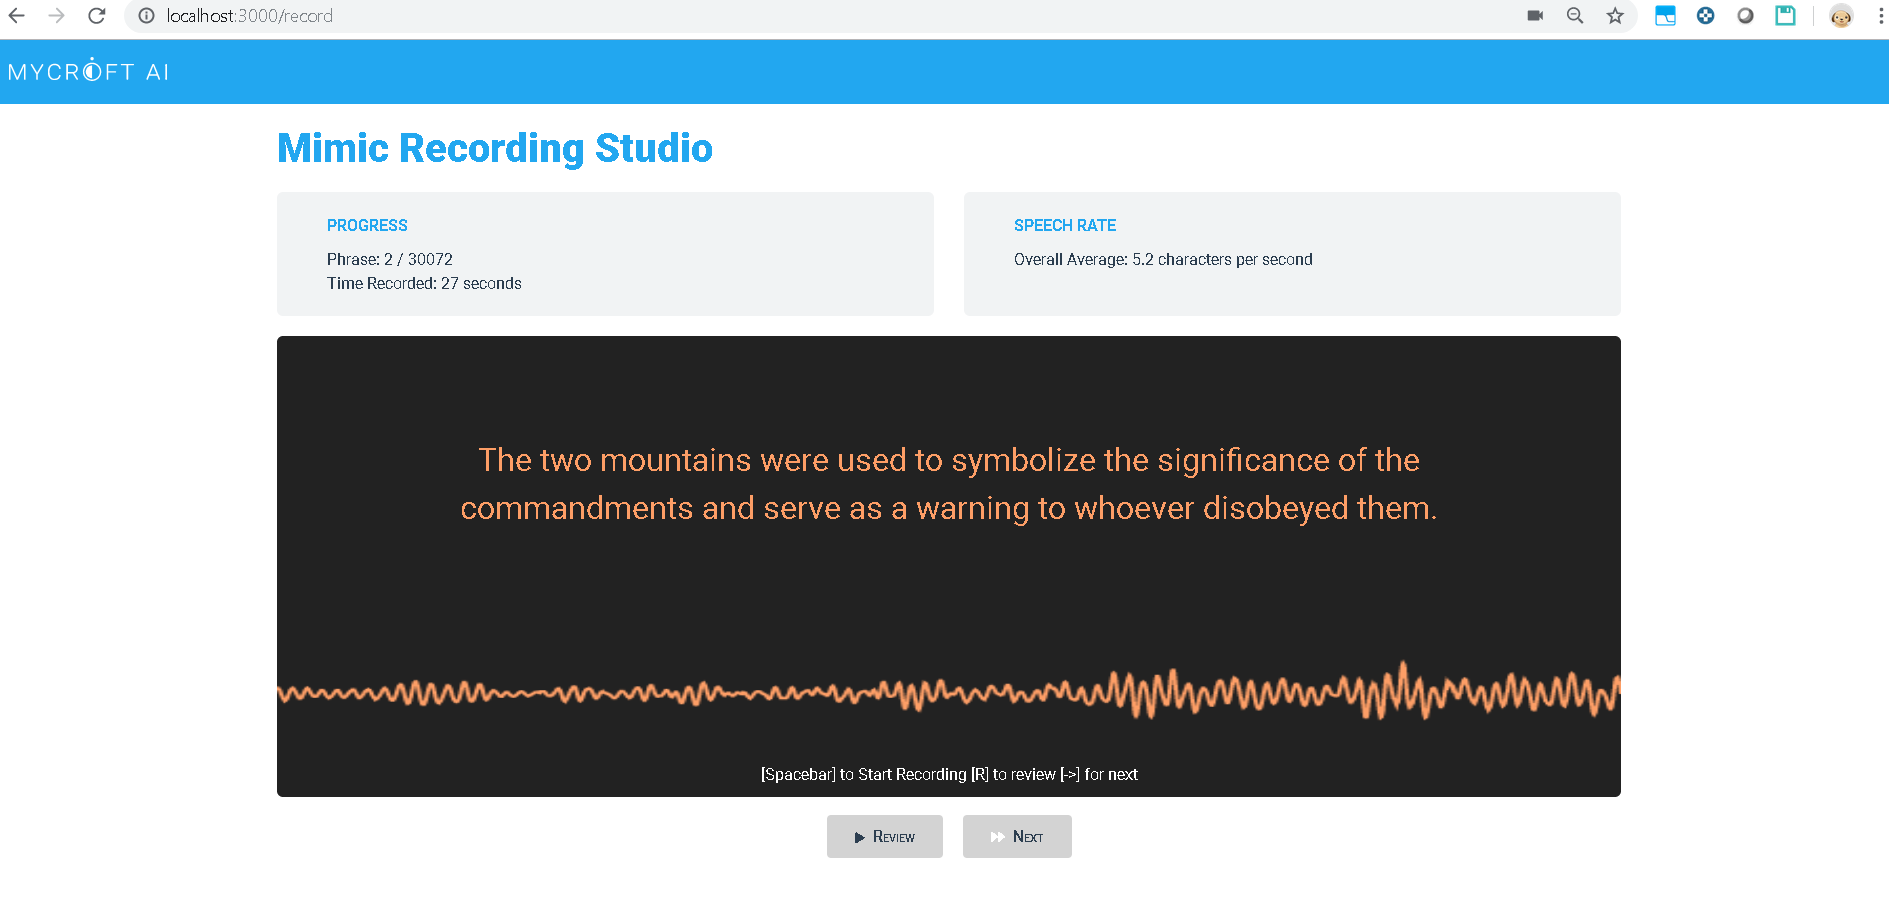 localhost:3000/record
MYCROFT AI
Mimic Recording Studio
PROGRESS
Phrase: 2 / 30072
Time Recorded: 27 seconds
SPEECH RATE
Overall Average: 5.2 characters per second
The two mountains were used to symbolize the significance of the
commandments and serve as a warning to whoever disobeyed them.
[Spacebar] to Start Recording [R] to review [->] for next
Review
Next